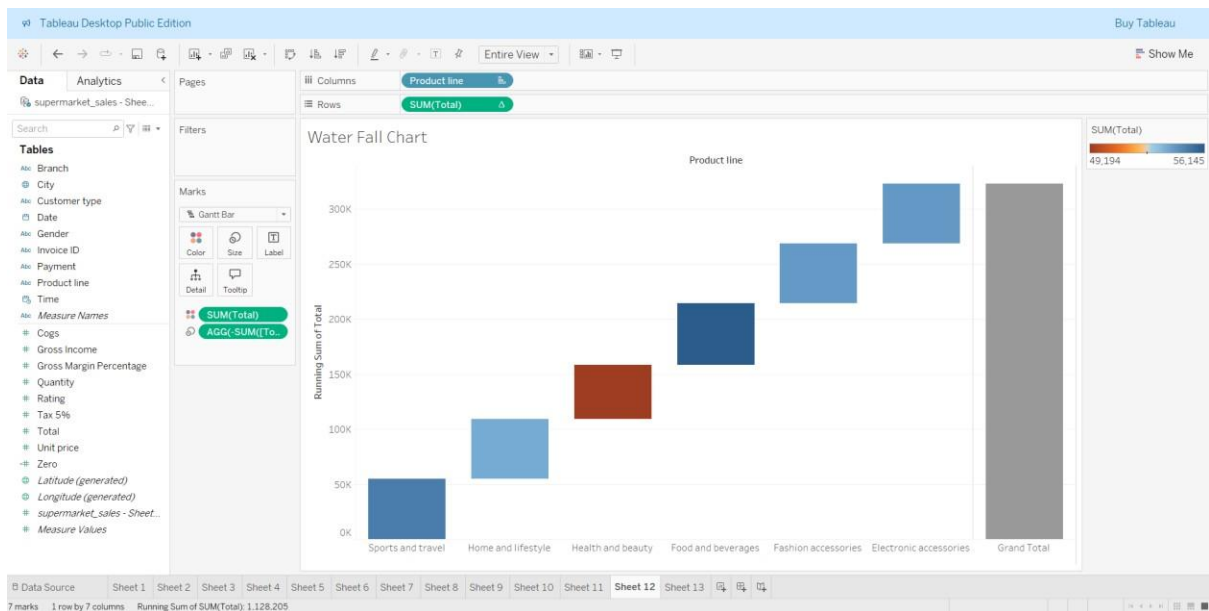 Tableau Desktop Public Edition
Buy Tableau
Entire View
Show Me
Data Analytics
Pages
Columns Product line
supermarket_sales - Shee...
Rows SUM(Total)
Search
Filters
Tables
Abc Branch
City
Abc Customer type
Date
Abc Gender
Abc Invoice ID
Abc Payment
Abc Product line
Time
Abc Measure Names
# Cogs
# Gross Income
# Gross Margin Percentage
# Quantity
# Rating
# Tax 5%
# Total
# Unit price
=# Zero
Latitude (generated)
Longitude (generated)
# supermarket_sales - Sheet...
# Measure Values
Marks
Gantt Bar
Color Size Label
Detail Tooltip
SUM(Total)
AGG(-SUM([To..
Water Fall Chart
Product line
Running Sum of Total
300K
250K
200K
150K
100K
50K
0K
Sports and travel Home and lifestyle Health and beauty Food and beverages Fashion accessories Electronic accessories Grand Total
SUM(Total)
49,194 56,145
Data Source Sheet 1 Sheet 2 Sheet 3 Sheet 4 Sheet 5 Sheet 6 Sheet 7 Sheet 8 Sheet 9 Sheet 10 Sheet 11 Sheet 12 Sheet 13
7 marks 1 row by 7 columns Running Sum of SUM(Total): 1,128,205